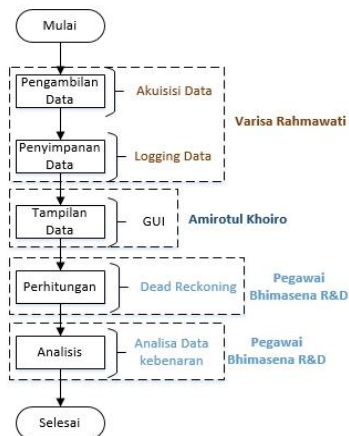 Mulai
Pengambilan
Data
Akuisisi Data
Varisa Rahmawati
Penyimpanan
Data
Logging Data
Tampilan
Data
GUI
Amirotul Khoiro
Perhitungan
Dead Reckoning
Pegawai
Bhimasena R&D
Analisis
Analisa Data
kebenaran
Pegawai
Bhimasena R&D
Selesai